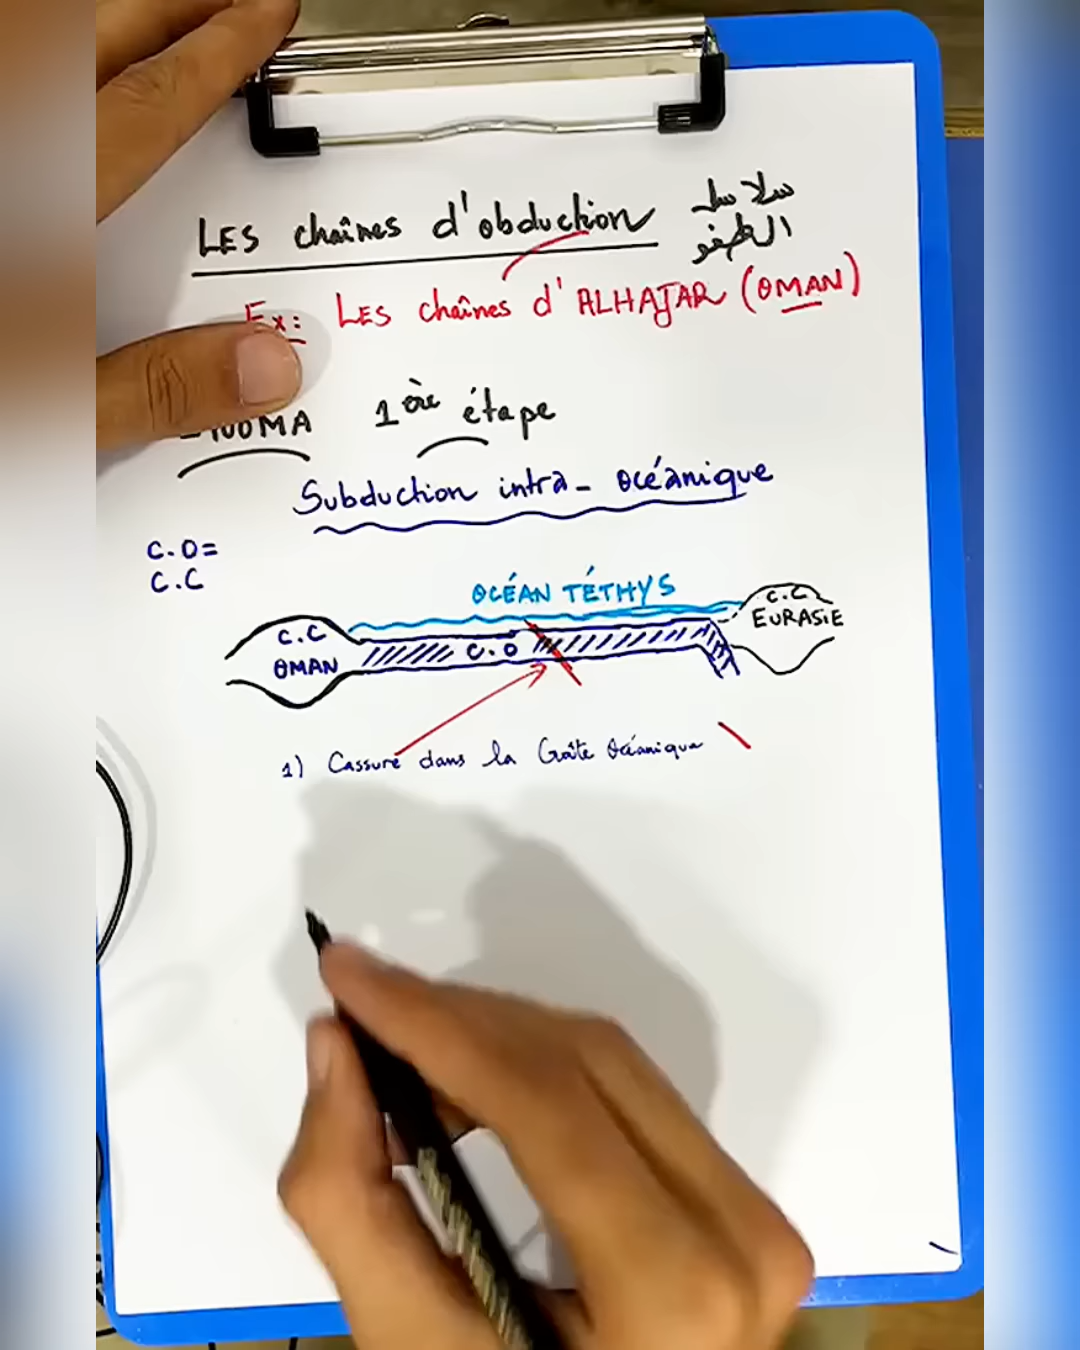 LES chaînes d'obduction
سلاسل
الطفو
Ex: LES chaînes d'ALHAJAR (OMAN)
-100MA 1ère étape
Subduction intra-océanique
C.O=
C.C
OCÉAN TÉTHYS
C.C
EURASIE
C.C
OMAN
C.O
1) Cassure dans la Croûte Océanique